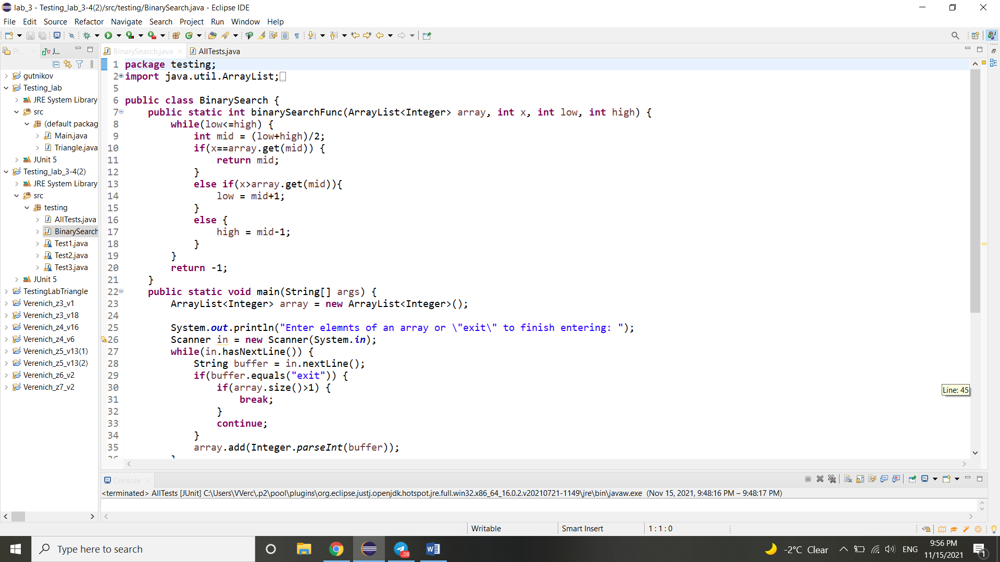 lab_3 - Testing_lab_3-4(2)/src/testing/BinarySearch.java - Eclipse IDE
File Edit Source Refactor Navigate Search Project Run Window Help
Pr... J... BinarySearch.java AllTests.java
gutnikov
Testing_lab
JRE System Library
src
(default packag
Main.java
Triangle.java
JUnit 5
Testing_lab_3-4(2)
JRE System Library
src
testing
AllTests.java
BinarySearch
Test1.java
Test2.java
Test3.java
JUnit 5
TestingLabTriangle
Verenich_z3_v1
Verenich_z3_v18
Verenich_z4_v16
Verenich_z4_v6
Verenich_z5_v13(1)
Verenich_z5_v13(2)
Verenich_z6_v2
Verenich_z7_v2
1 package testing;
2 import java.util.ArrayList;
5
6 public class BinarySearch {
7 public static int binarySearchFunc(ArrayList<Integer> array, int x, int low, int high) {
8 while(low<=high) {
9 int mid = (low+high)/2;
10 if(x==array.get(mid)) {
11 return mid;
12 }
13 else if(x>array.get(mid)){
14 low = mid+1;
15 }
16 else {
17 high = mid-1;
18 }
19 }
20 return -1;
21 }
22 public static void main(String[] args) {
23 ArrayList<Integer> array = new ArrayList<Integer>();
24
25 System.out.println("Enter elemnts of an array or \"exit\" to finish entering: ");
26 Scanner in = new Scanner(System.in);
27 while(in.hasNextLine()) {
28 String buffer = in.nextLine();
29 if(buffer.equals("exit")) {
30 if(array.size()>1) {
31 break;
32 }
33 continue;
34 }
35 array.add(Integer.parseInt(buffer));
Line: 45
Console
<terminated> AllTests [JUnit] C:\Users\VVerc\.p2\pool\plugins\org.eclipse.justj.openjdk.hotspot.jre.full.win32.x86_64_16.0.2.v20210721-1149\jre\bin\javaw.exe (Nov 15, 2021, 9:48:16 PM – 9:48:17 PM)
Writable Smart Insert 1 : 1 : 0
Type here to search
..08
-2°C Clear
ENG
9:56 PM
11/15/2021
1